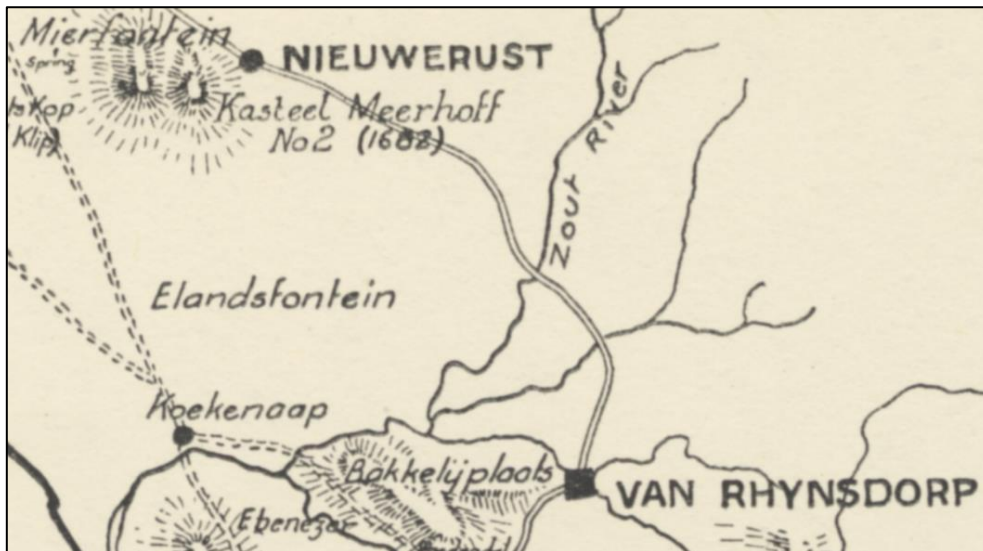 Mierfontein
Spring
NIEUWERUST
Kop
Klip)
Kasteel Meerhoff
No2 (1682)
Zout River
Elandsfontein
Koekenaap
Bakkelijplaats
VAN RHYNSDORP
Ebenezer